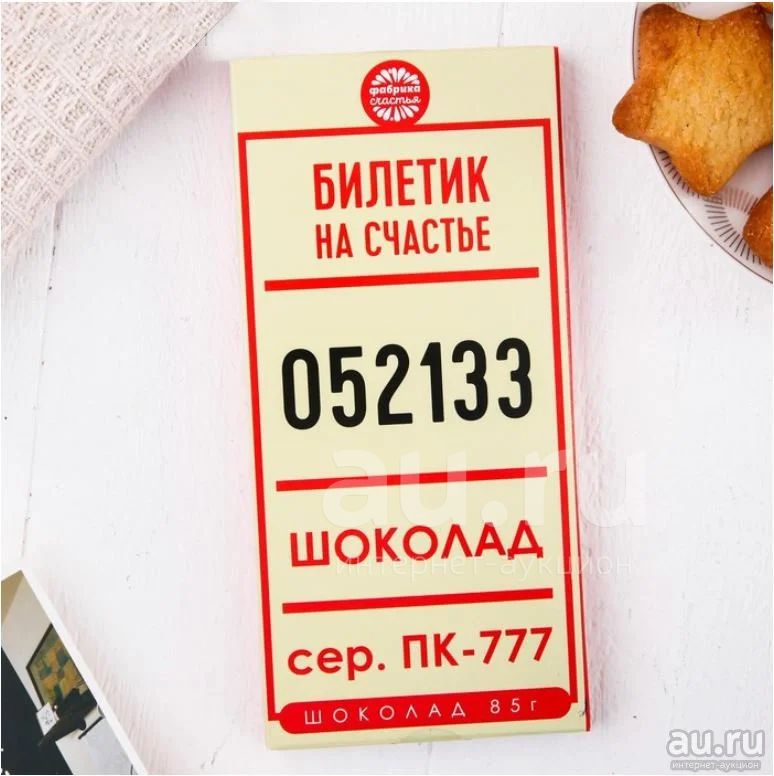 фабрика
счастья
БИЛЕТИК
НА СЧАСТЬЕ
052133
au.ru
ШОКОЛАД
интернет-аукцион
сер. ПК-777
ШОКОЛАД 85г
au.ru
интернет-аукцион